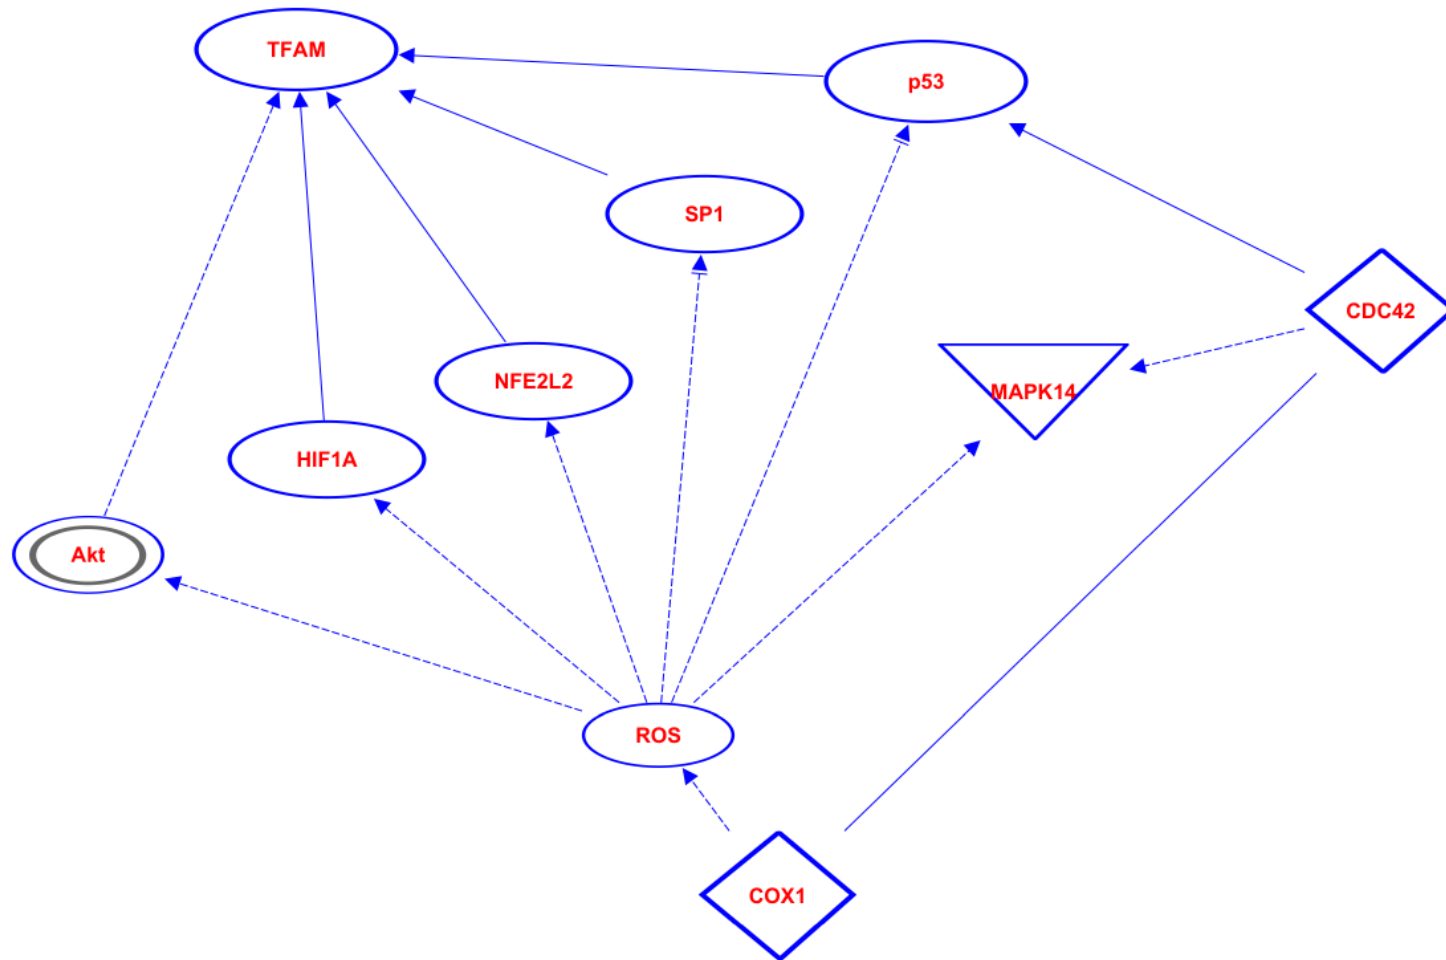 TFAM
p53
SP1
CDC42
NFE2L2
MAPK14
HIF1A
Akt
ROS
COX1